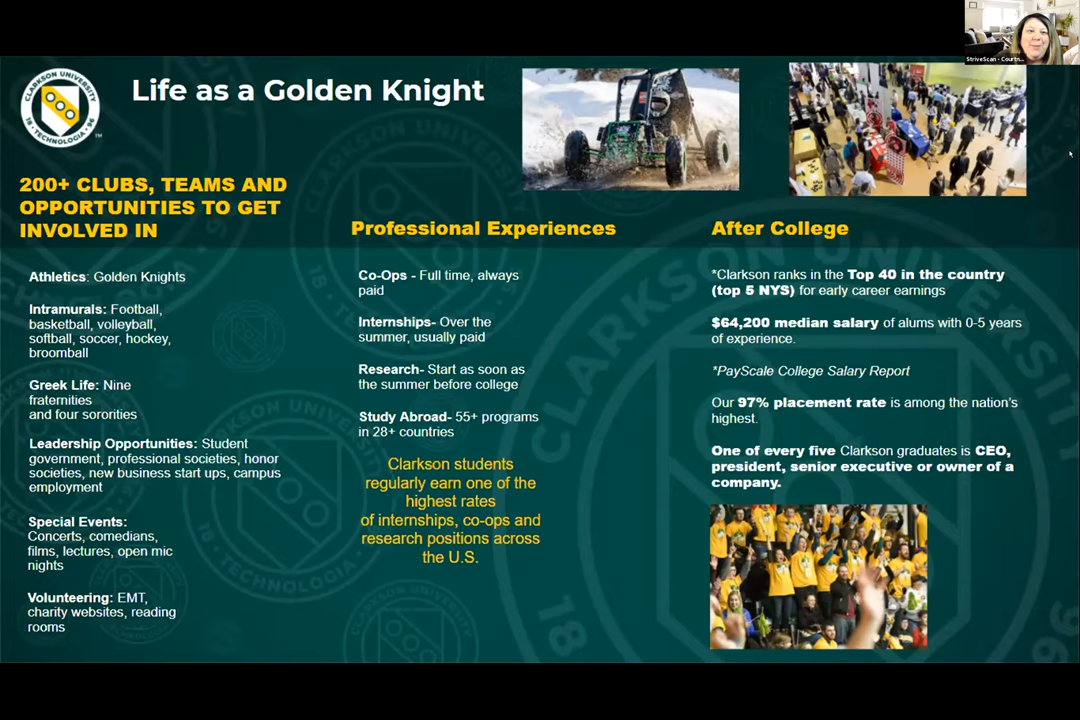 StriveScan - Courtn...
CLARKSON UNIVERSITY
18 • TECHNOLOGIA • 96
Life as a Golden Knight
200+ CLUBS, TEAMS AND
OPPORTUNITIES TO GET
INVOLVED IN
Athletics: Golden Knights
Intramurals: Football,
basketball, volleyball,
softball, soccer, hockey,
broomball
Greek Life: Nine
fraternities
and four sororities
Leadership Opportunities: Student
government, professional societies, honor
societies, new business start ups, campus
employment
Special Events:
Concerts, comedians,
films, lectures, open mic
nights
Volunteering: EMT,
charity websites, reading
rooms
Professional Experiences
Co-Ops - Full time, always
paid
Internships- Over the
summer, usually paid
Research- Start as soon as
the summer before college
Study Abroad- 55+ programs
in 28+ countries
Clarkson students
regularly earn one of the
highest rates
of internships, co-ops and
research positions across
the U.S.
After College
*Clarkson ranks in the Top 40 in the country
(top 5 NYS) for early career earnings
$64,200 median salary of alums with 0-5 years
of experience.
*PayScale College Salary Report
Our 97% placement rate is among the nation's
highest.
One of every five Clarkson graduates is CEO,
president, senior executive or owner of a
company.